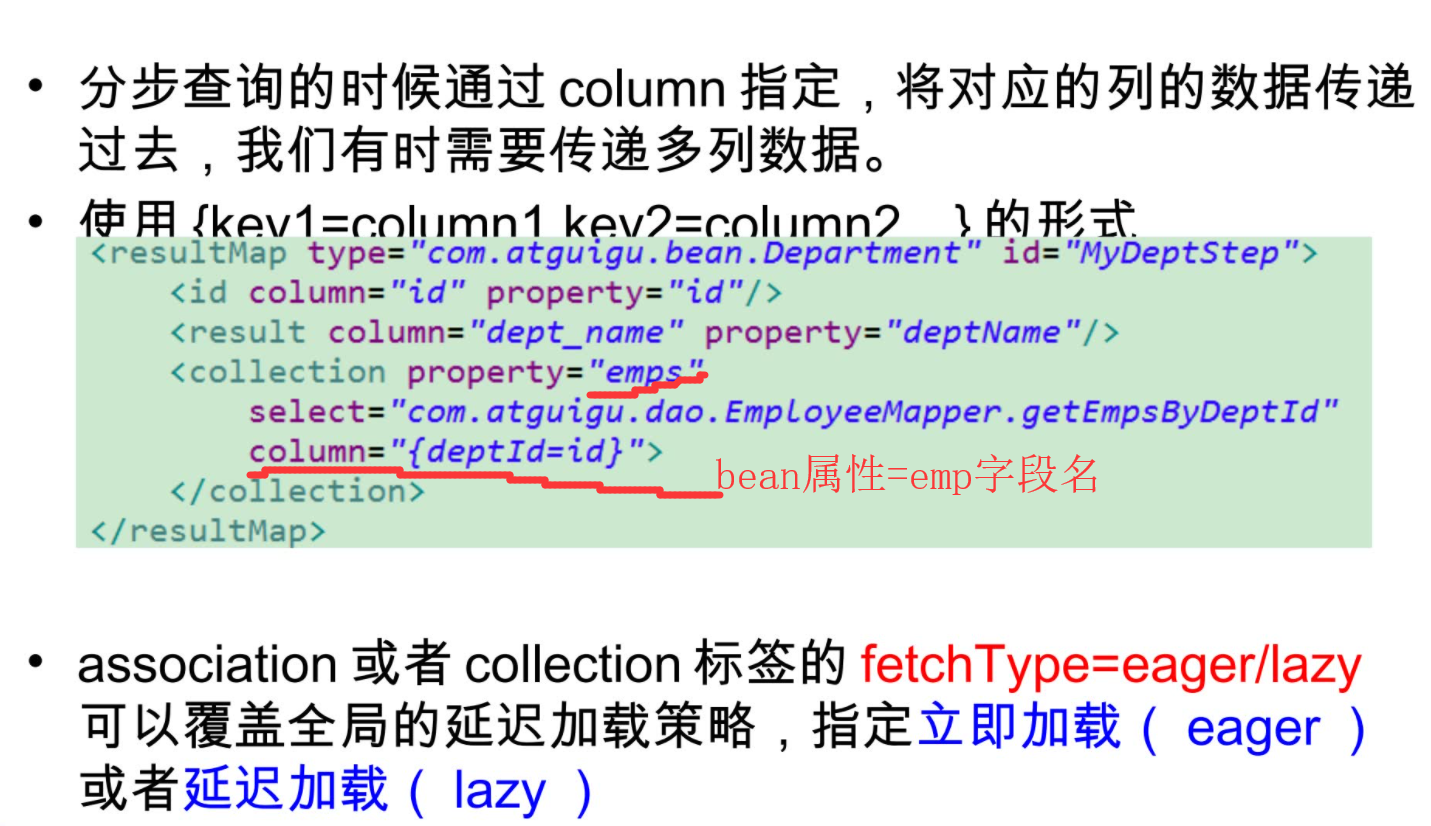 • 分步查询的时候通过 column 指定，将对应的列的数据传递
过去，我们有时需要传递多列数据。
• 使用 {key1=column1,key2=column2…} 的形式
<resultMap type="com.atguigu.bean.Department" id="MyDeptStep">
<id column="id" property="id"/>
<result column="dept_name" property="deptName"/>
<collection property="emps"
select="com.atguigu.dao.EmployeeMapper.getEmpsByDeptId"
column="{deptId=id}">
bean属性=emp字段名
</collection>
</resultMap>
• association 或者 collection 标签的 fetchType=eager/lazy
可以覆盖全局的延迟加载策略，指定立即加载（ eager ）
或者延迟加载（ lazy ）